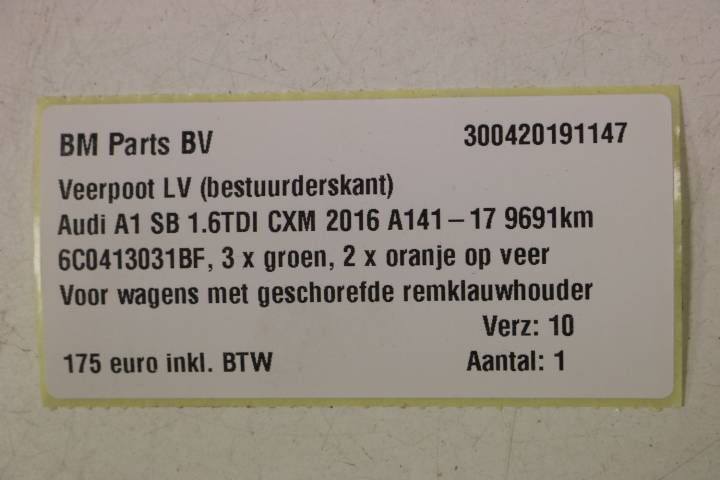 BM Parts BV 300420191147
Veerpoot LV (bestuurderskant)
Audi A1 SB 1.6TDI CXM 2016 A141-17 9691km
6C0413031BF, 3 x groen, 2 x oranje op veer
Voor wagens met geschorefde remklauwhouder
Verz: 10
175 euro inkl. BTW Aantal: 1